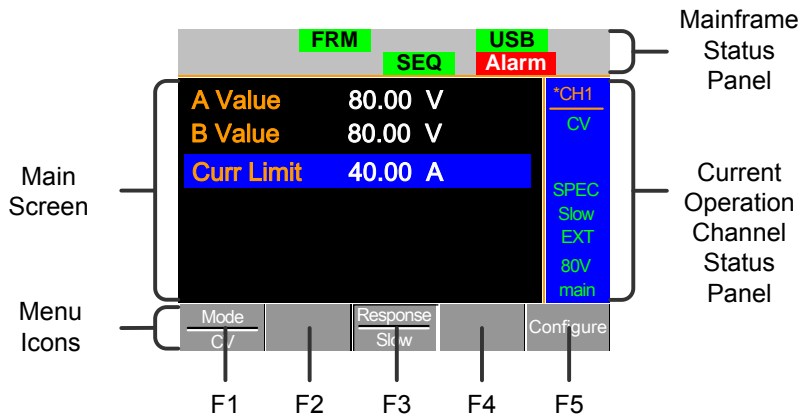 FRM USB
SEQ Alarm
Mainframe
Status
Panel
A Value 80.00 V
B Value 80.00 V
Curr Limit 40.00 A
*CH1
CV
SPEC
Slow
EXT
80V
main
Main
Screen
Current
Operation
Channel
Status
Panel
Menu
Icons
Mode
CV
Response
Slow
Configure
F1 F2 F3 F4 F5